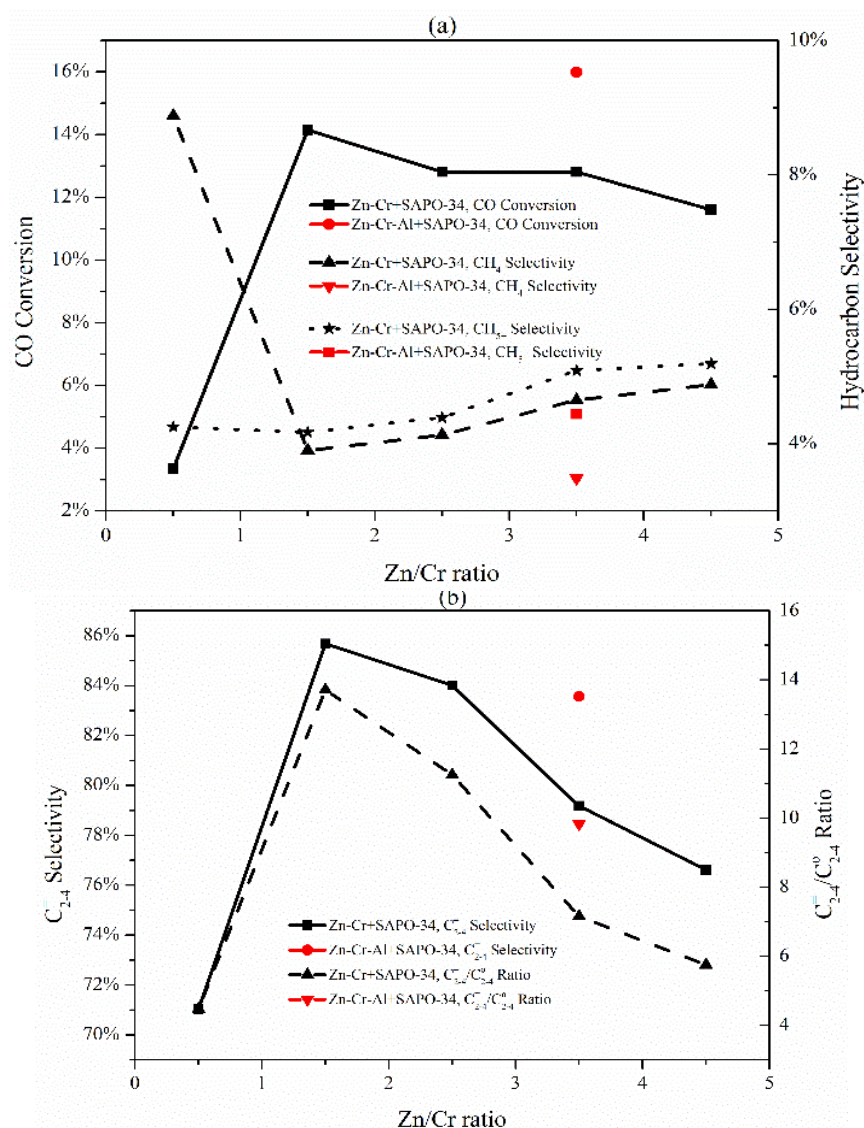 (a)
CO Conversion
16%
14%
12%
10%
8%
6%
4%
2%
10%
8%
6%
4%
Hydrocarbon Selectivity
Zn-Cr+SAPO-34, CO Conversion
Zn-Cr-Al+SAPO-34, CO Conversion
Zn-Cr+SAPO-34, CH4 Selectivity
Zn-Cr-Al+SAPO-34, CH4 Selectivity
Zn-Cr+SAPO-34, CH5+ Selectivity
Zn-Cr-Al+SAPO-34, Selectivity
0 1 2 3 4 5
Zn/Cr ratio
(b)
C=2-4 Selectivity
86%
84%
82%
80%
78%
76%
74%
72%
70%
16
14
12
10
8
6
4
C=2-4/Co2-4 Ratio
Zn-Cr+SAPO-34, C=2-4 Selectivity
Zn-Cr-Al+SAPO-34, C=2-4 Selectivity
Zn-Cr+SAPO-34, C=2-4/Co2-4 Ratio
Zn-Cr-Al+SAPO-34, C=2-4/Co2-4 Ratio
0 1 2 3 4 5
Zn/Cr ratio